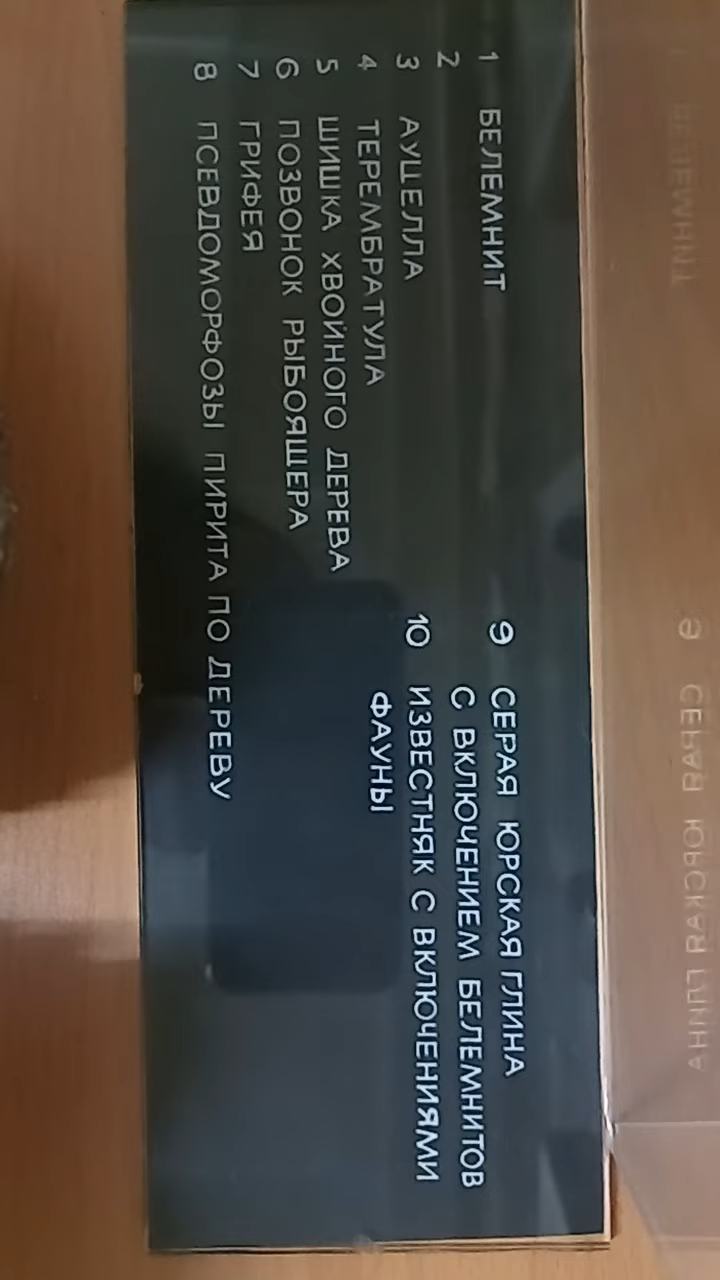 1 БЕЛЕМНИТ
2
3 АУЦЕЛЛА
4 ТЕРЕМБРАТУЛА
5 ШИШКА ХВОЙНОГО ДЕРЕВА
6 ПОЗВОНОК РЫБОЯЩЕРА
7 ГРИФЕЯ
8 ПСЕВДОМОРФОЗЫ ПИРИТА ПО ДЕРЕВУ
9 СЕРАЯ ЮРСКАЯ ГЛИНА
С ВКЛЮЧЕНИЕМ БЕЛЕМНИТОВ
10 ИЗВЕСТНЯК С ВКЛЮЧЕНИЯМИ
ФАУНЫ